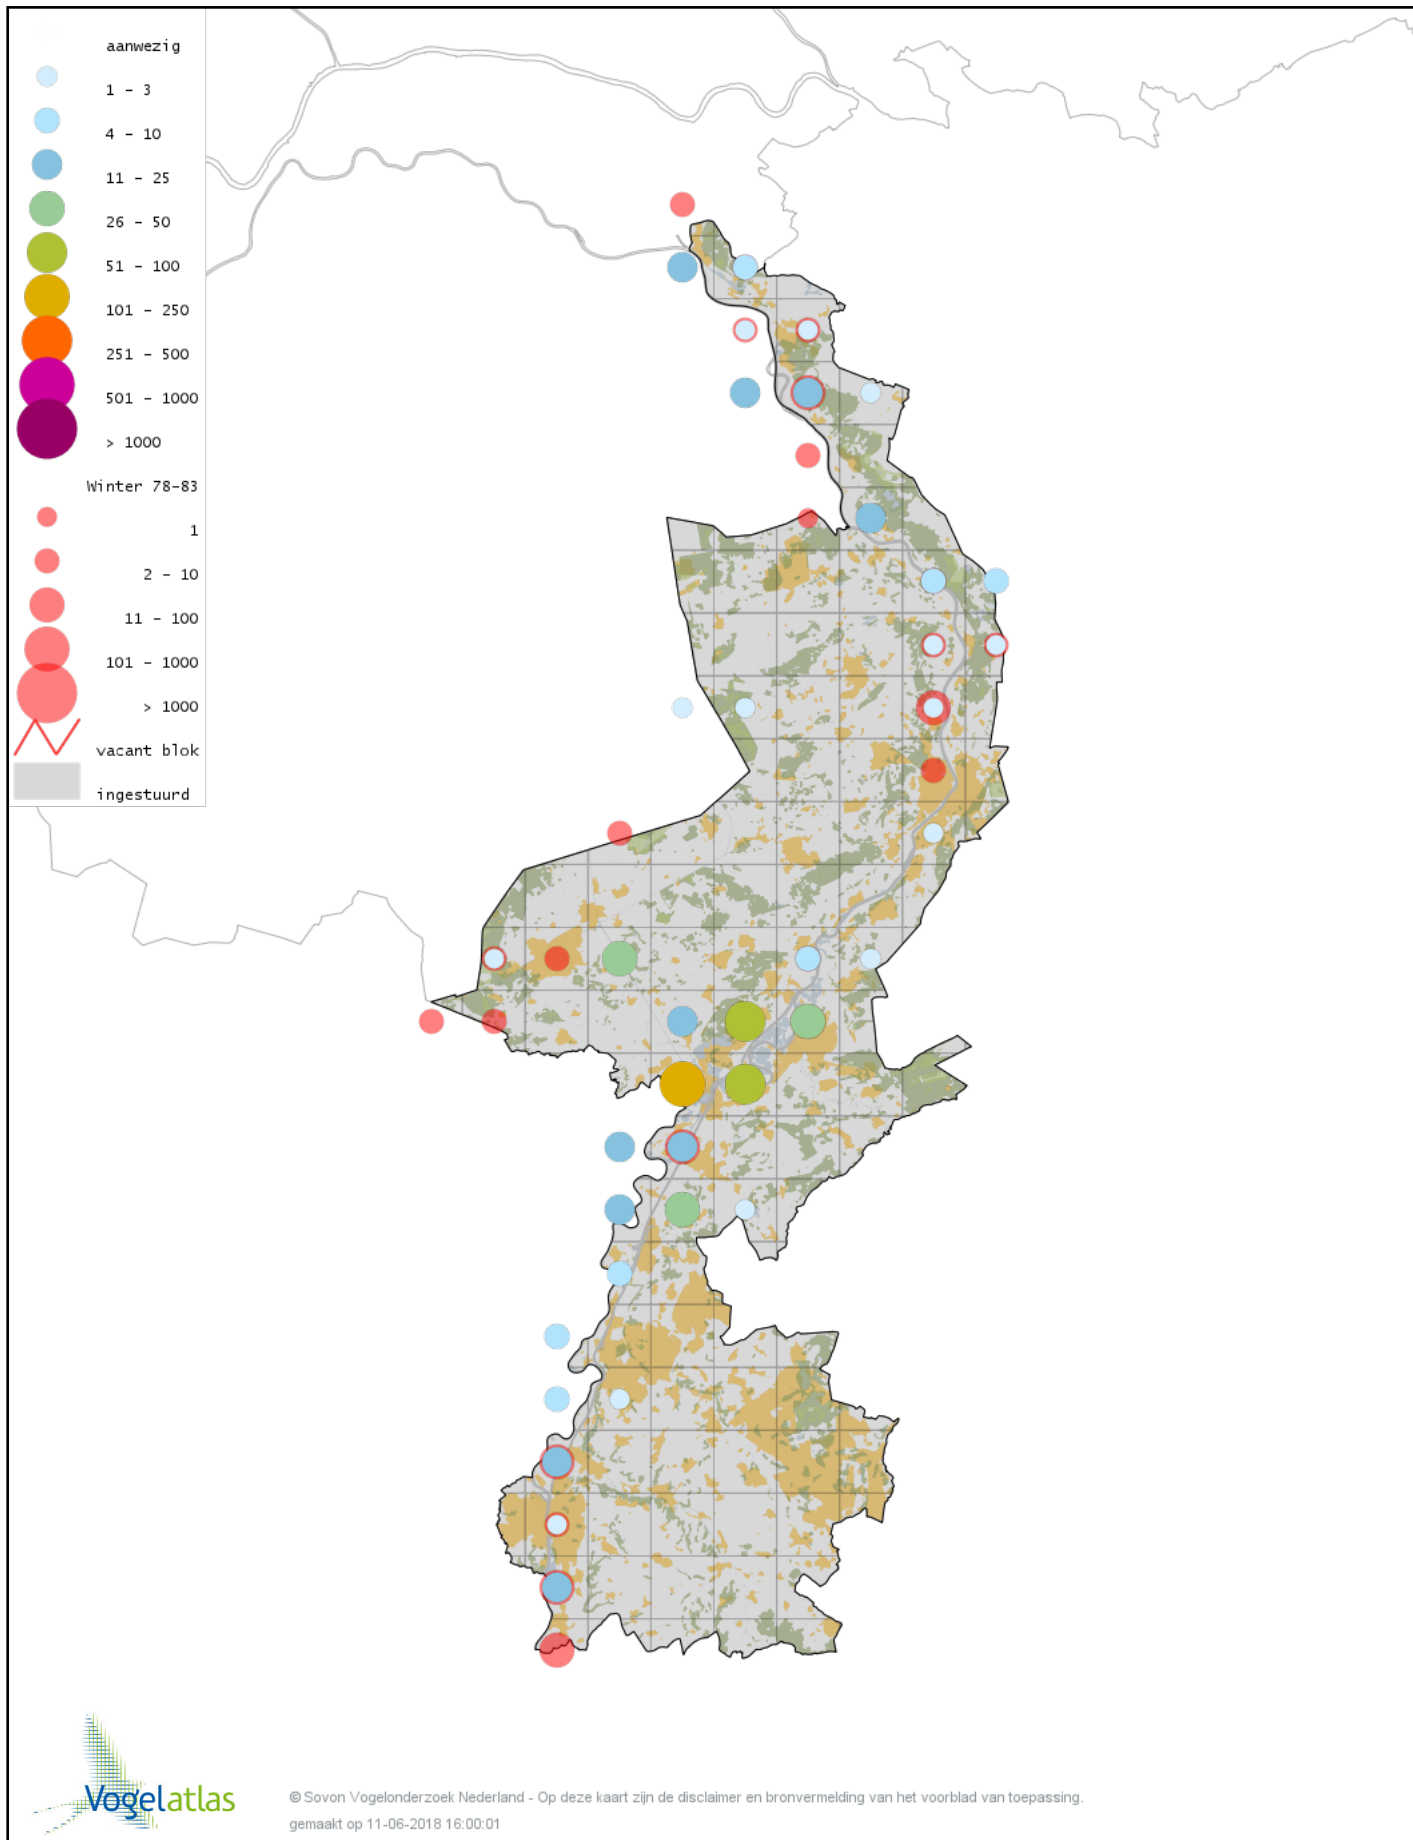 aanwezig
1 - 3
4 - 10
11 - 25
26 - 50
51 - 100
101 - 250
251 - 500
501 - 1000
> 1000
Winter 78-83
1
2 - 10
11 - 100
101 - 1000
> 1000
vacant blok
ingestuurd
Vogelatlas
© Sovon Vogelonderzoek Nederland - Op deze kaart zijn de disclaimer en bronvermelding van het voorblad van toepassing.
gemaakt op 11-06-2018 16:00:01